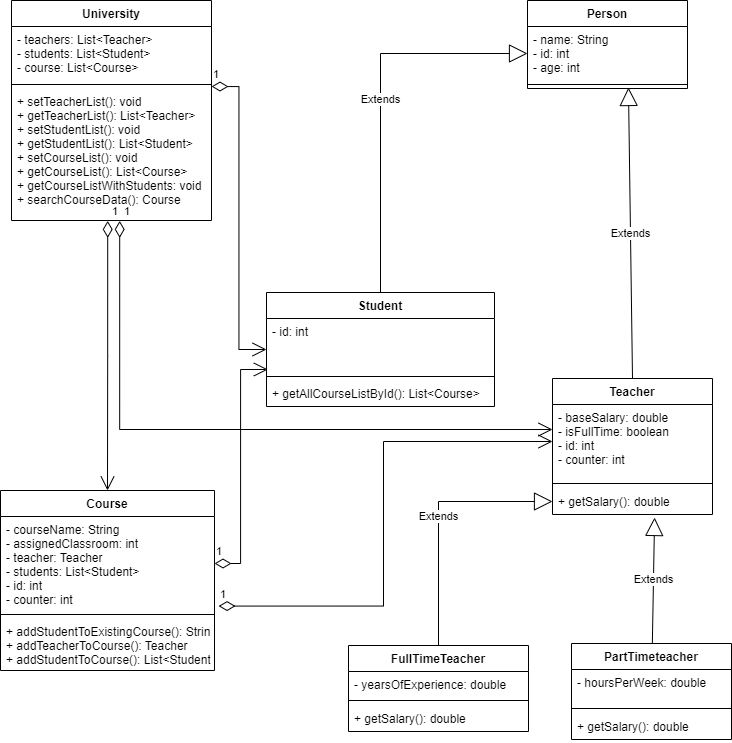 University
- teachers: List<Teacher>
- students: List<Student>
- course: List<Course>
+ setTeacherList(): void
+ getTeacherList(): List<Teacher>
+ setStudentList(): void
+ getStudentList(): List<Student>
+ setCourseList(): void
+ getCourseList(): List<Course>
+ getCourseListWithStudents: void
+ searchCourseData(): Course
1
1 1
Person
- name: String
- id: int
- age: int
Extends
Extends
Student
- id: int
+ getAllCourseListById(): List<Course>
Teacher
- baseSalary: double
- isFullTime: boolean
- id: int
- counter: int
+ getSalary(): double
Course
- courseName: String
- assignedClassroom: int
- teacher: Teacher
- students: List<Student>
- id: int
- counter: int
+ addStudentToExistingCourse(): Strin
+ addTeacherToCourse(): Teacher
+ addStudentToCourse(): List<Student
1
1
Extends
Extends
FullTimeTeacher
- yearsOfExperience: double
+ getSalary(): double
PartTimeteacher
- hoursPerWeek: double
+ getSalary(): double